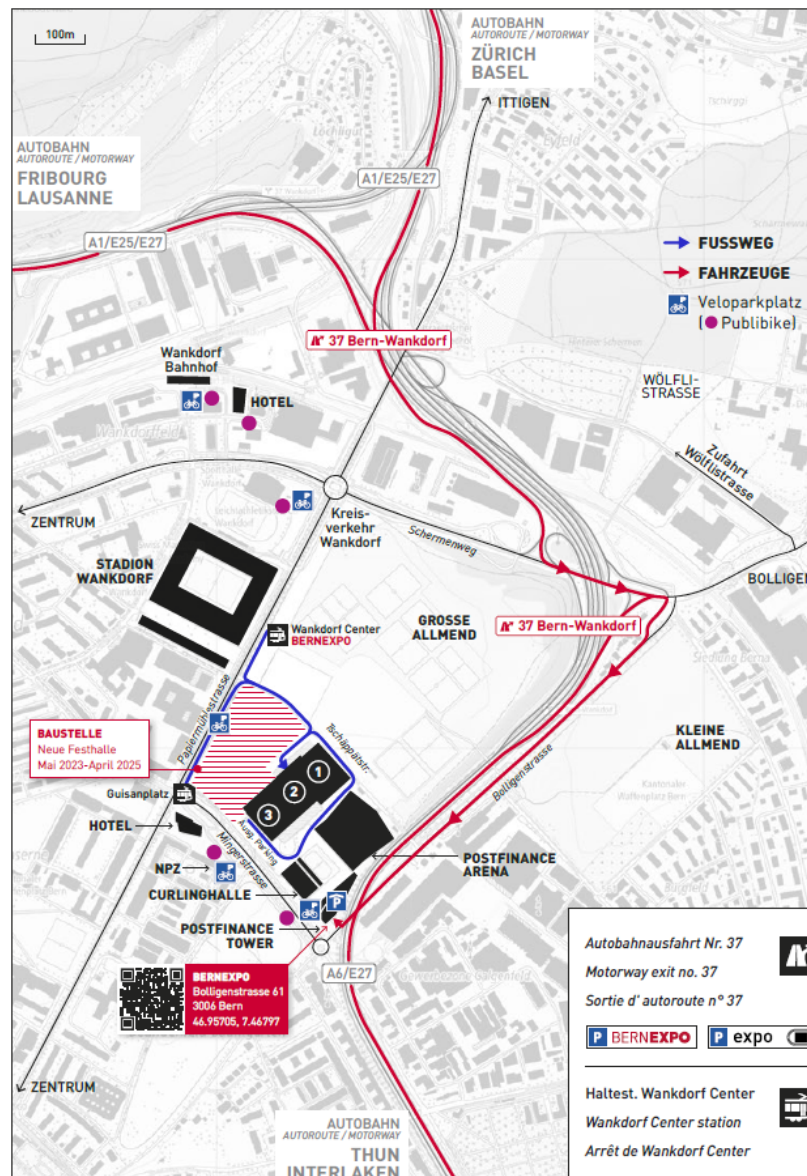 100m
AUTOBAHN
AUTOROUTE / MOTORWAY
ZÜRICH
BASEL
ITTIGEN
Löchligut
Eyfeld
AUTOBAHN
AUTOROUTE / MOTORWAY
FRIBOURG
LAUSANNE
A1/E25/E27
A1/E25/E27
FUSSWEG
FAHRZEUGE
Veloparkplatz
(Publibike)
37 Bern-Wankdorf
Wankdorf
Bahnhof
HOTEL
WÖLFLI-
STRASSE
Wankdorffeld
Zufahrt
Wölflistrasse
ZENTRUM
Kreis-
verkehr
Wankdorf
Schermenweg
STADION
WANKDORF
BOLLIGEN
GROSSE
ALLMEND
37 Bern-Wankdorf
Wankdorf Center
BERNEXPO
Papiermühlestrasse
Tschäppätstr.
KLEINE
ALLMEND
BAUSTELLE
Neue Festhalle
Mai 2023-April 2025
1
2
3
Bolligenstrasse
Guisanplatz
HOTEL
Ausg. Parking
Mingerstrasse
NPZ
POSTFINANCE
ARENA
CURLINGHALLE
POSTFINANCE
TOWER
A6/E27
BERNEXPO
Bolligenstrasse 61
3006 Bern
46.95705, 7.46797
Autobahnausfahrt Nr. 37
Motorway exit no. 37
Sortie d' autoroute n° 37
P BERNEXPO
P expo
Haltest. Wankdorf Center
Wankdorf Center station
Arrêt de Wankdorf Center
ZENTRUM
AUTOBAHN
AUTOROUTE / MOTORWAY
THUN
INTERLAKEN